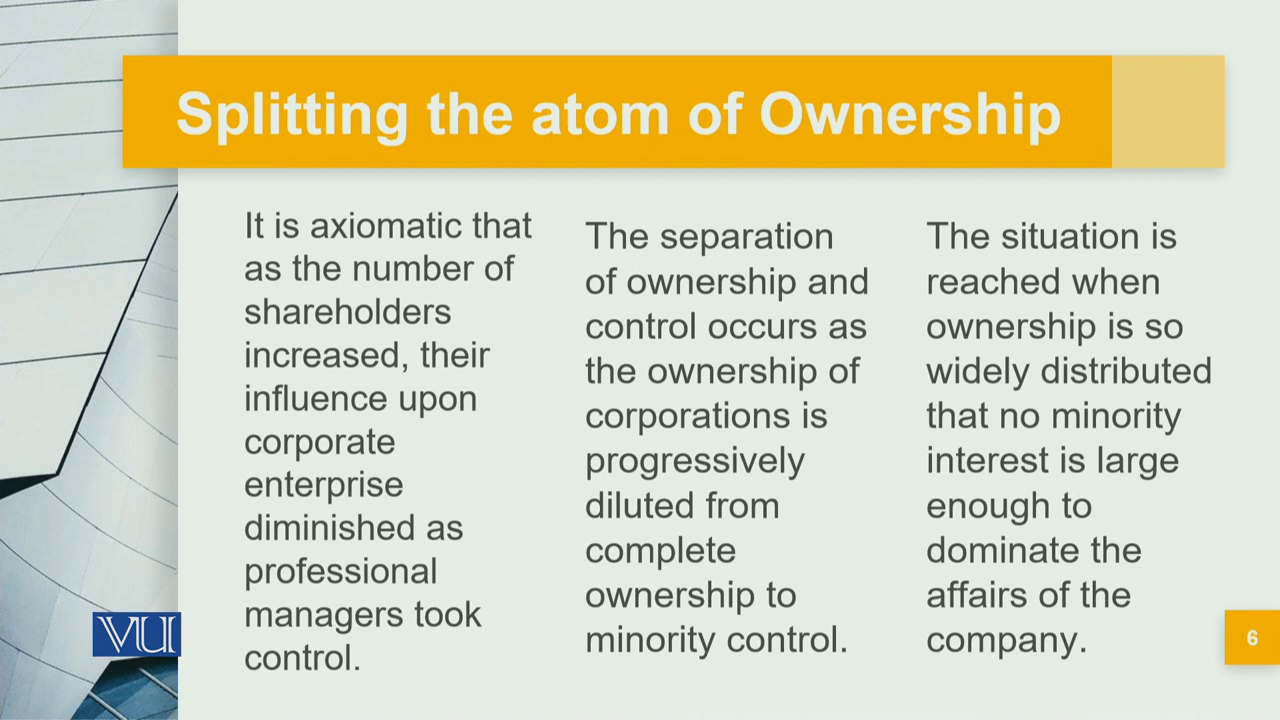 Splitting the atom of Ownership
It is axiomatic that
as the number of
shareholders
increased, their
influence upon
corporate
enterprise
diminished as
professional
managers took
control.
The separation
of ownership and
control occurs as
the ownership of
corporations is
progressively
diluted from
complete
ownership to
minority control.
The situation is
reached when
ownership is so
widely distributed
that no minority
interest is large
enough to
dominate the
affairs of the
company.
VU
6